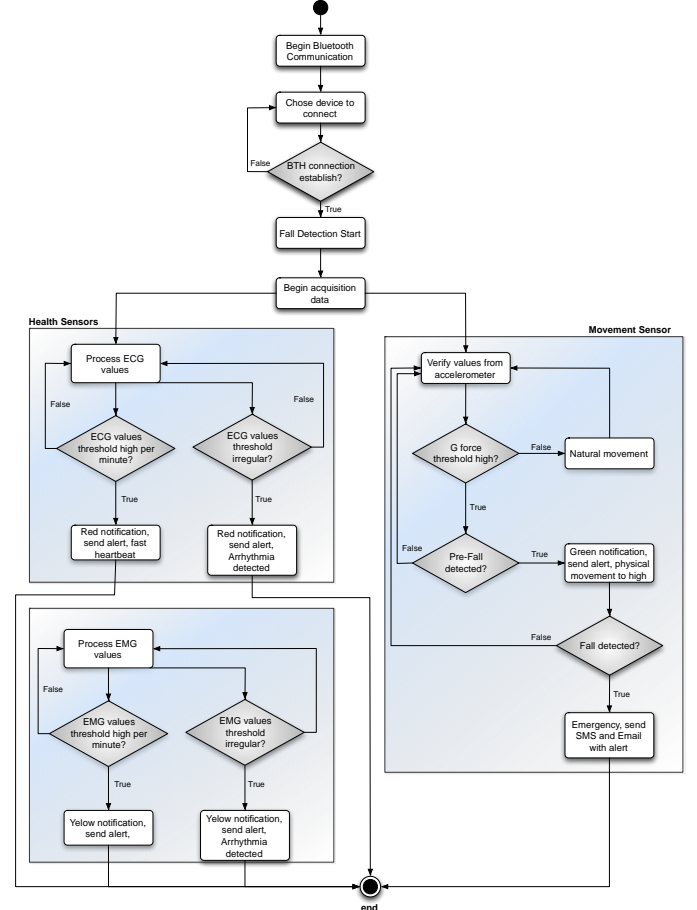 Begin Bluetooth
Communication
Chose device to
connect
False
BTH connection
establish?
True
Fall Detection Start
Begin acquisition
data
Health Sensors
Process ECG
values
False
False
ECG values
threshold high per
minute?
ECG values
threshold
irregular?
True
True
Red notification,
send alert, fast
heartbeat
Red notification,
send alert,
Arrhythmia
detected
Process EMG
values
False
EMG values
threshold high per
minute?
EMG values
threshold
irregular?
True
True
Yelow notification,
send alert,
Yelow notification,
send alert,
Arrhythmia
detected
Movement Sensor
Verify values from
accelerometer
G force
threshold high?
False
Natural movement
True
False
Pre-Fall
detected?
True
Green notification,
send alert, physical
movement to high
False
Fall detected?
True
Emergency, send
SMS and Email
with alert
end